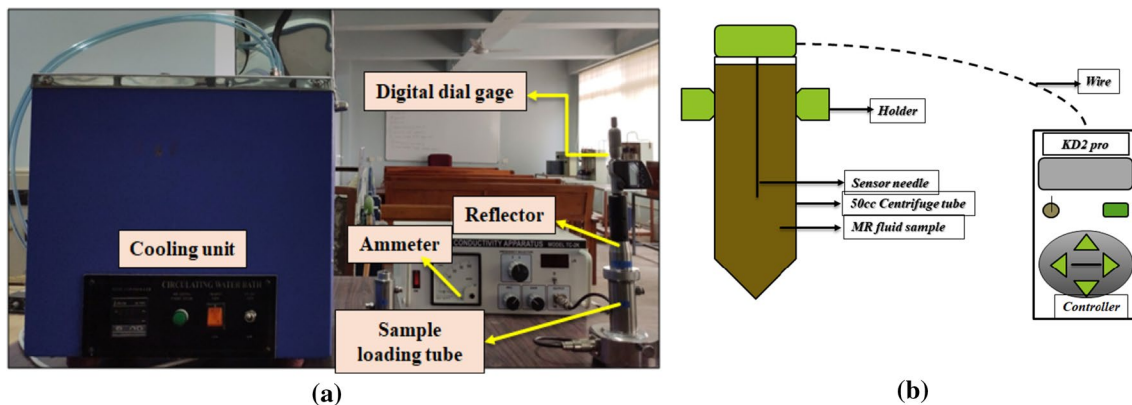 Digital dial gage
Reflector
Ammeter
CONDUCTIVITY APPARATUS
Cooling unit
CIRCULATING WATER BATH
Sample
loading tube
(a)
Wire
Holder
KD2 pro
Sensor needle
50cc Centrifuge tube
MR fluid sample
Controller
(b)